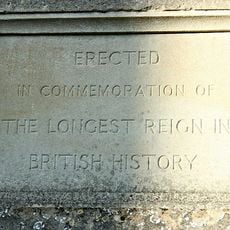 ERECTED
IN COMMEMORATION OF
THE LONGEST REIGN IN
BRITISH HISTORY